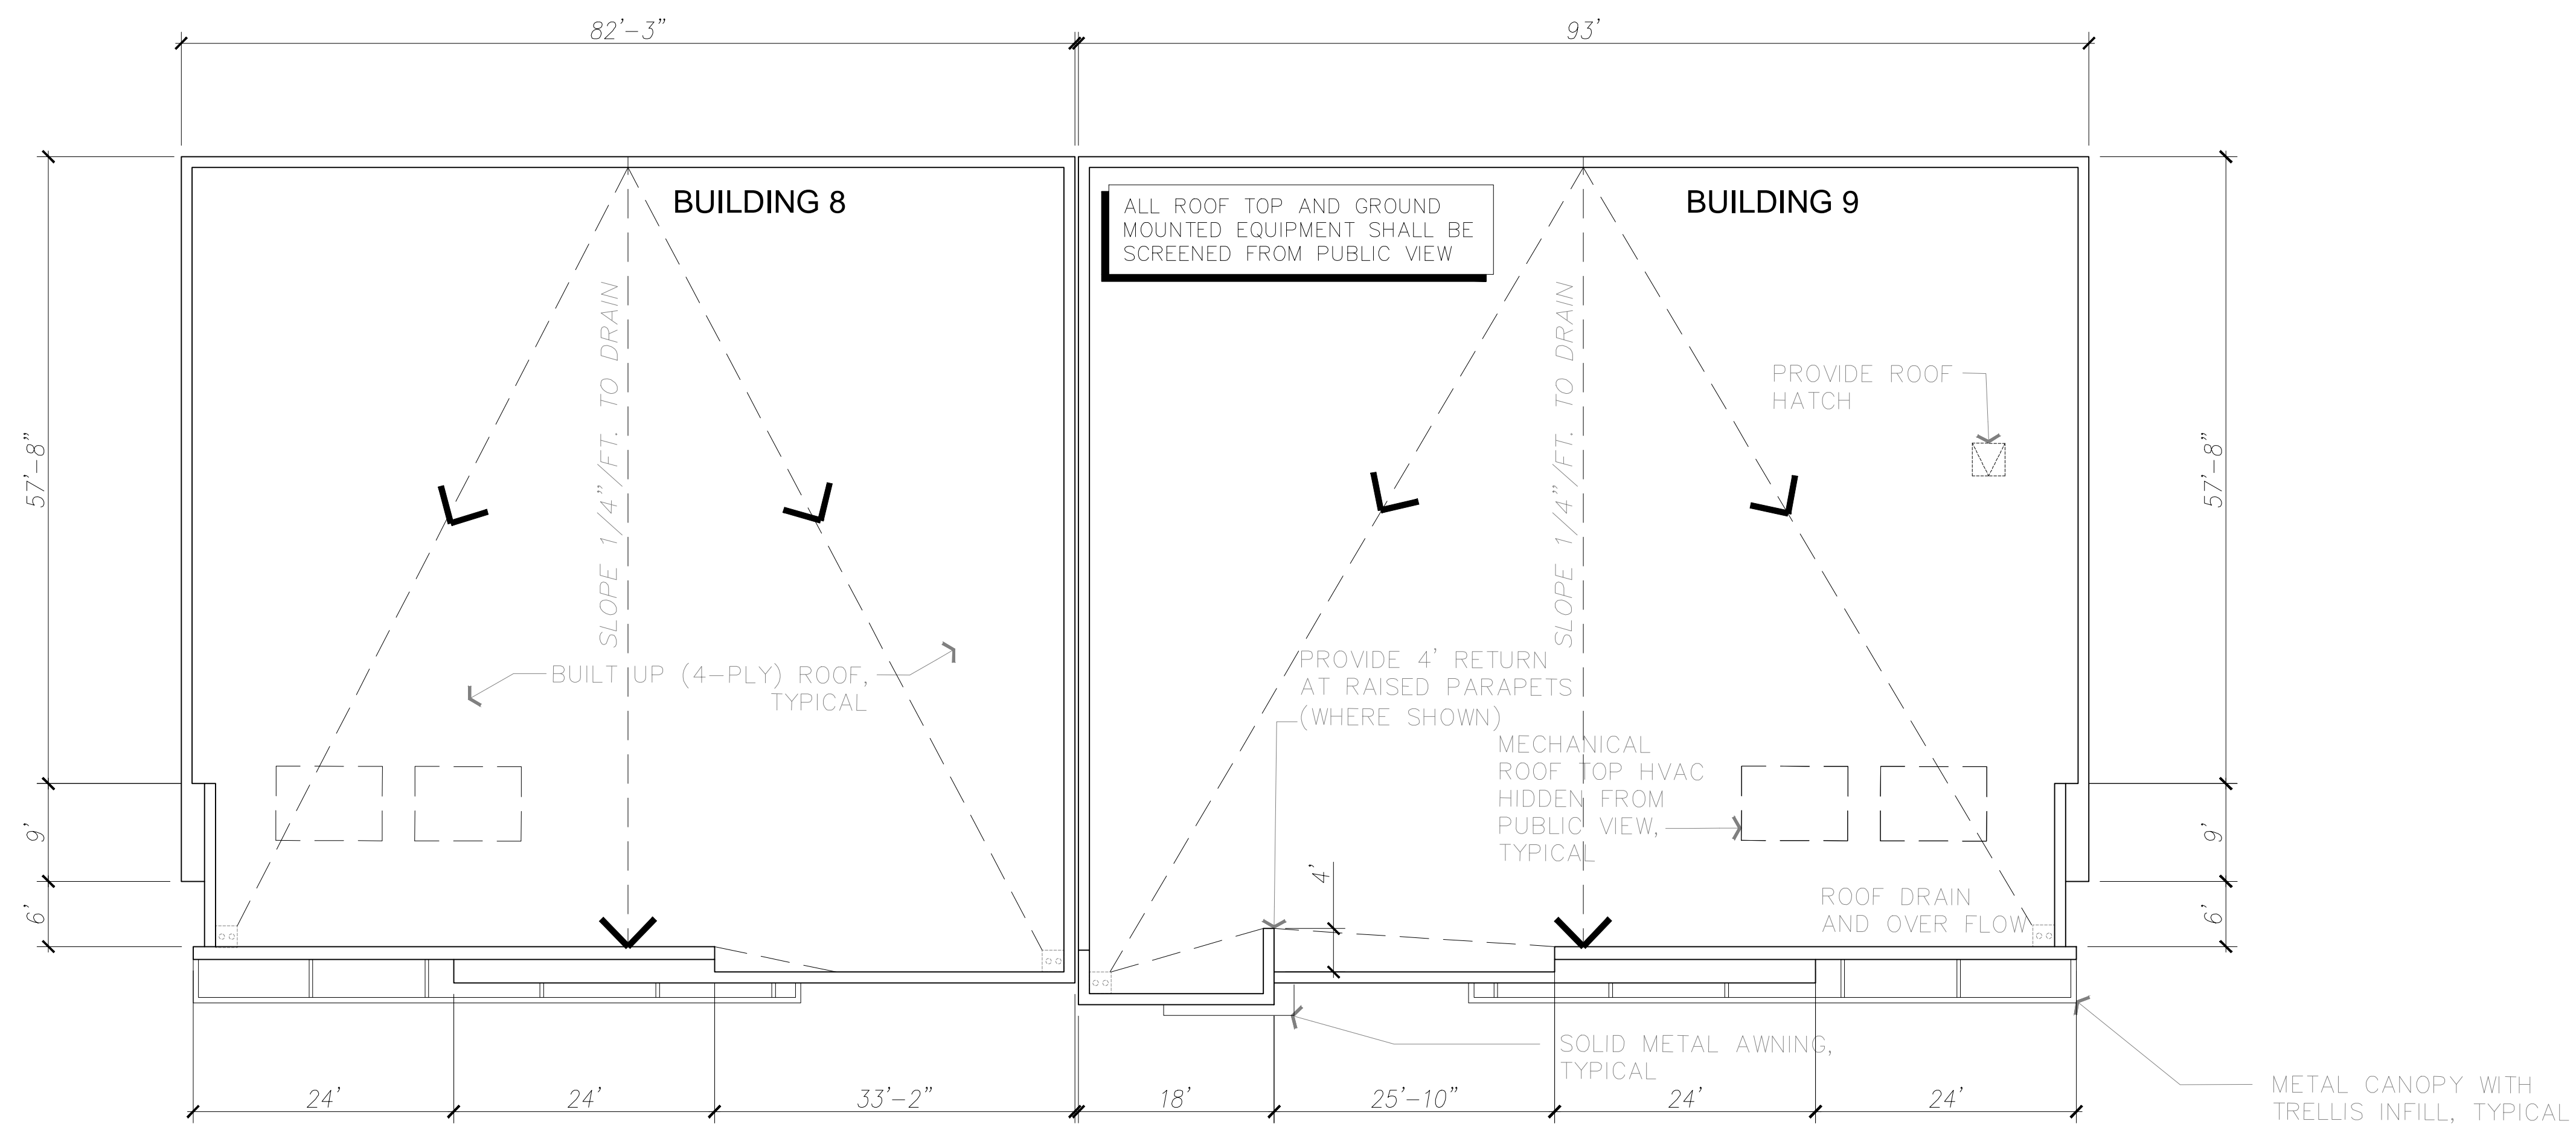 82'-3"
93'
BUILDING 8
BUILDING 9
ALL ROOF TOP AND GROUND
MOUNTED EQUIPMENT SHALL BE
SCREENED FROM PUBLIC VIEW
SLOPE 1/4"/FT. TO DRAIN
SLOPE 1/4"/FT. TO DRAIN
PROVIDE ROOF
HATCH
57'-8"
57'-8"
BUILT UP (4-PLY) ROOF,
TYPICAL
PROVIDE 4' RETURN
AT RAISED PARAPETS
(WHERE SHOWN)
MECHANICAL
ROOF TOP HVAC
HIDDEN FROM
PUBLIC VIEW,
TYPICAL
9'
9'
4'
ROOF DRAIN
AND OVER FLOW
6'
6'
SOLID METAL AWNING,
TYPICAL
METAL CANOPY WITH
TRELLIS INFILL, TYPICAL
24'
24'
33'-2"
18'
25'-10"
24'
24'